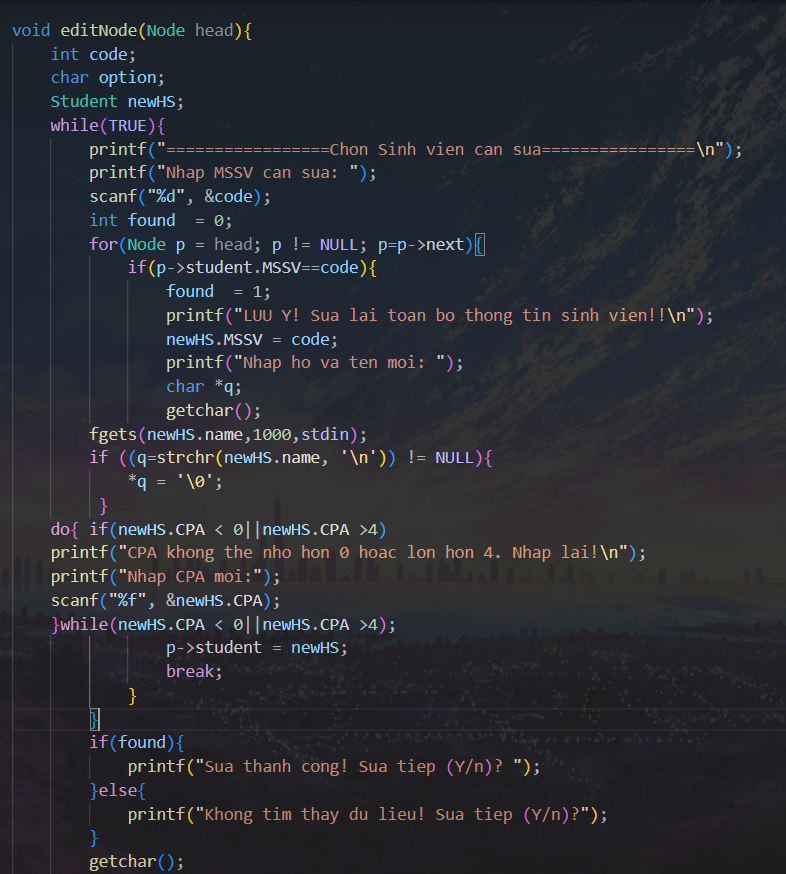 void editNode(Node head){
int code;
char option;
Student newHS;
while(TRUE){
printf("=================Chon Sinh vien can sua================\n");
printf("Nhap MSSV can sua: ");
scanf("%d", &code);
int found  = 0;
for(Node p = head; p != NULL; p=p->next){
if(p->student.MSSV==code){
found  = 1;
printf("LUU Y! Sua lai toan bo thong tin sinh vien!!\n");
newHS.MSSV = code;
printf("Nhap ho va ten moi: ");
char *q;
getchar();
fgets(newHS.name,1000,stdin);
if ((q=strchr(newHS.name, '\n')) != NULL){
*q = '\0';
}
do{ if(newHS.CPA < 0||newHS.CPA >4)
printf("CPA khong the nho hon 0 hoac lon hon 4. Nhap lai!\n");
printf("Nhap CPA moi:");
scanf("%f", &newHS.CPA);
}while(newHS.CPA < 0||newHS.CPA >4);
p->student = newHS;
break;
}
}
if(found){
printf("Sua thanh cong! Sua tiep (Y/n)? ");
}else{
printf("Khong tim thay du lieu! Sua tiep (Y/n)?");
}
getchar();